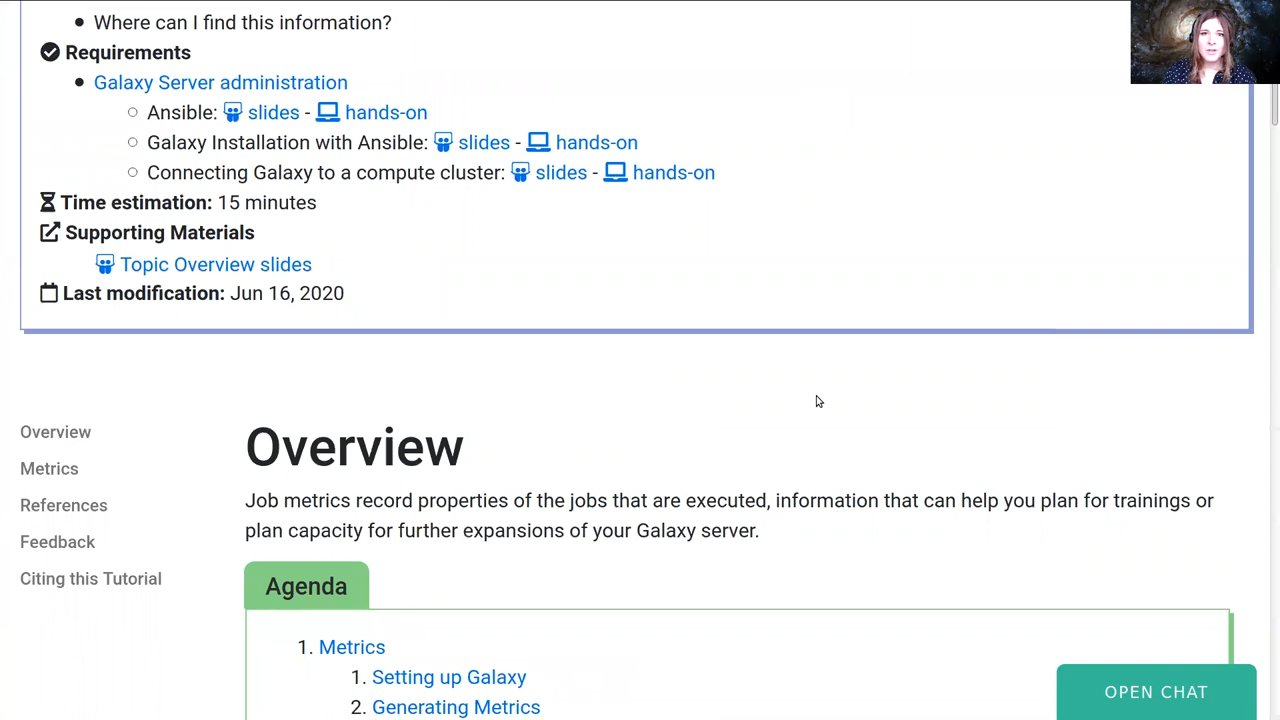 Where can I find this information?
Requirements
Galaxy Server administration
Ansible: slides - hands-on
Galaxy Installation with Ansible: slides - hands-on
Connecting Galaxy to a compute cluster: slides - hands-on
Time estimation: 15 minutes
Supporting Materials
Topic Overview slides
Last modification: Jun 16, 2020
Overview
Metrics
References
Feedback
Citing this Tutorial
Overview
Job metrics record properties of the jobs that are executed, information that can help you plan for trainings or
plan capacity for further expansions of your Galaxy server.
Agenda
1. Metrics
1. Setting up Galaxy
2. Generating Metrics
OPEN CHAT